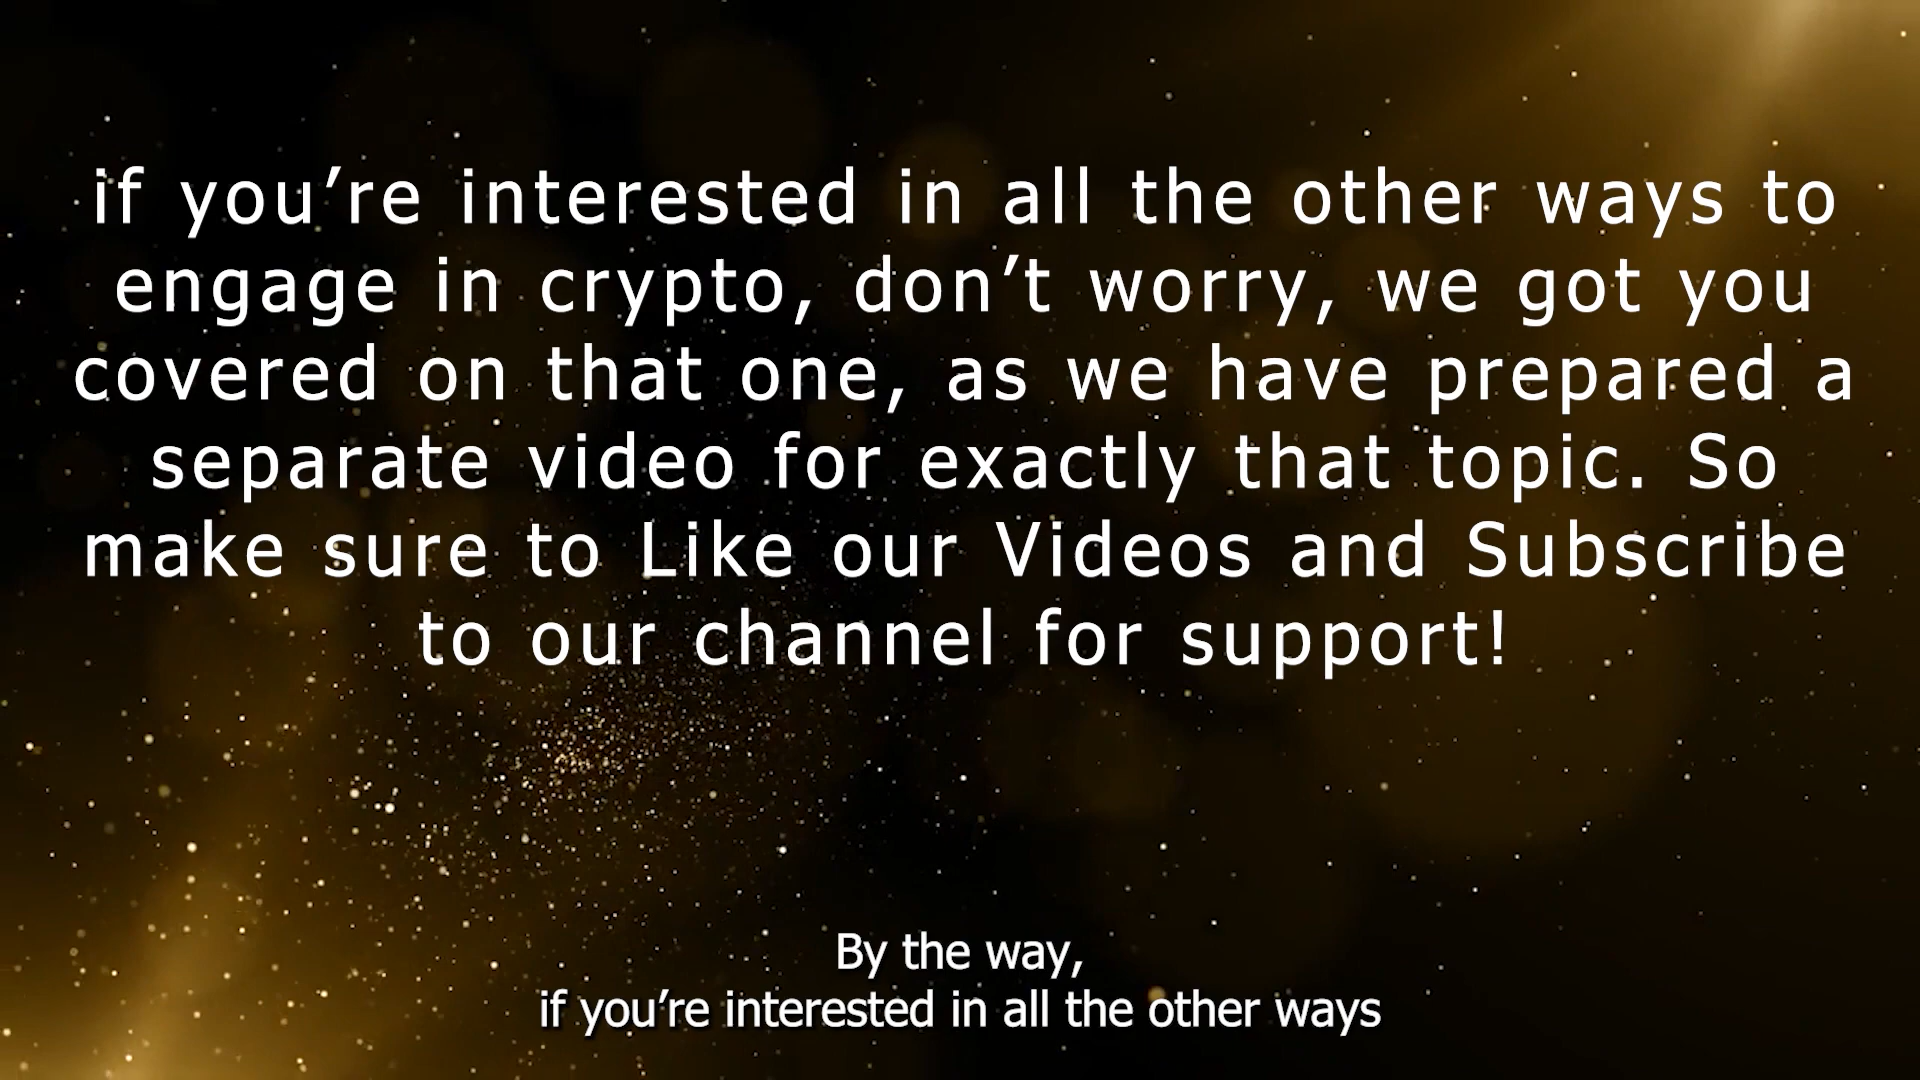 if you’re interested in all the other ways to
engage in crypto, don’t worry, we got you
covered on that one, as we have prepared a
separate video for exactly that topic. So
make sure to Like our Videos and Subscribe
to our channel for support!
By the way,
if you’re interested in all the other ways